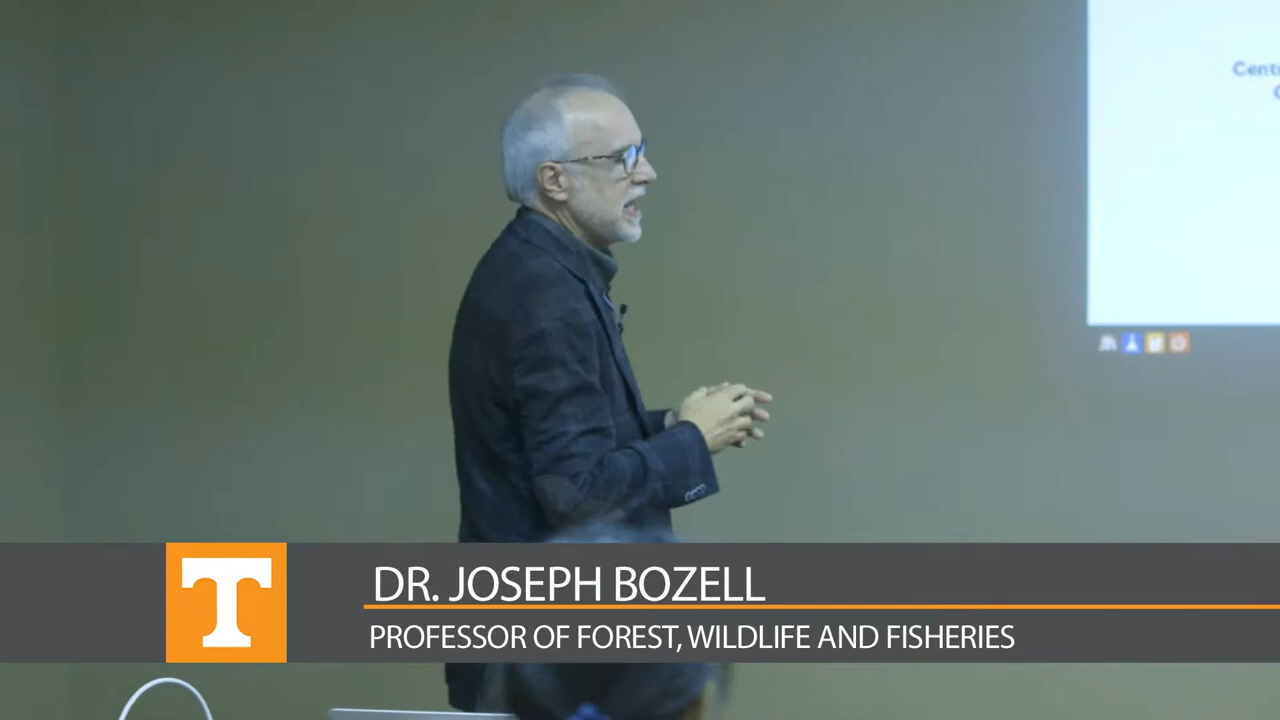 T
DR. JOSEPH BOZELL
PROFESSOR OF FOREST, WILDLIFE AND FISHERIES